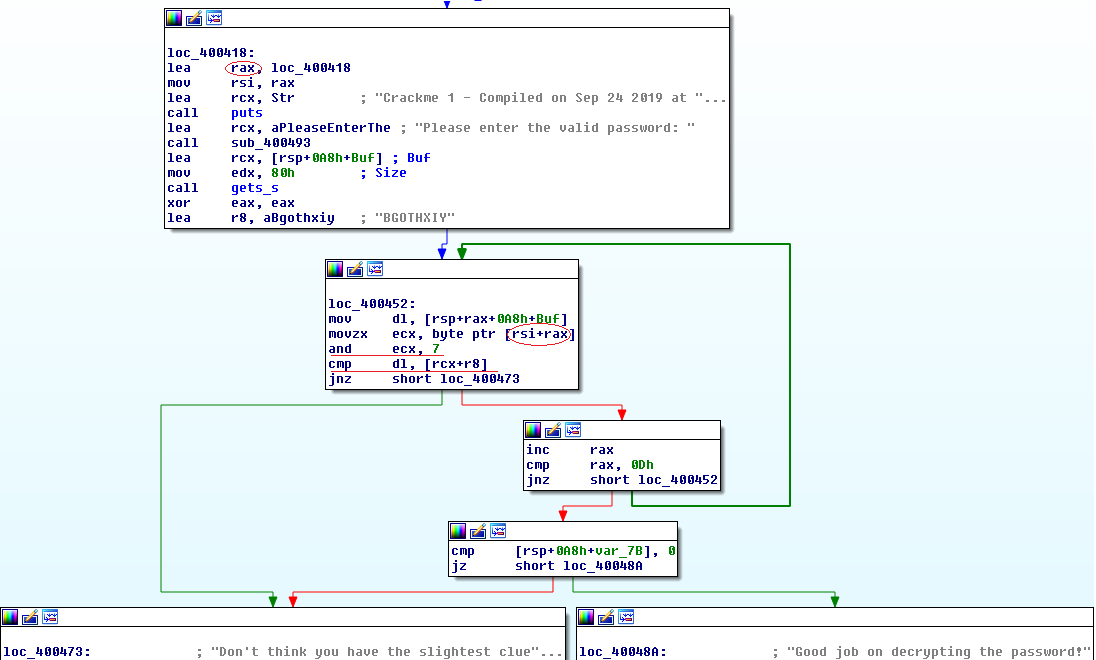 loc_400418:
lea rax, loc_400418
mov rsi, rax
lea rcx, Str ; "Crackme 1 - Compiled on Sep 24 2019 at "...
call puts
lea rcx, aPleaseEnterThe ; "Please enter the valid password: "
call sub_400493
lea rcx, [rsp+0A8h+Buf] ; Buf
mov edx, 80h ; Size
call gets_s
xor eax, eax
lea r8, aBgothxiy ; "BGOTHXIY"
loc_400452:
mov dl, [rsp+rax+0A8h+Buf]
movzx ecx, byte ptr [rsi+rax]
and ecx, 7
cmp dl, [rcx+r8]
jnz short loc_400473
inc rax
cmp rax, 0Dh
jnz short loc_400452
cmp [rsp+0A8h+var_7B], 0
jz short loc_40048A
loc_400473: ; "Don't think you have the slightest clue"...
loc_40048A: ; "Good job on decrypting the password!"